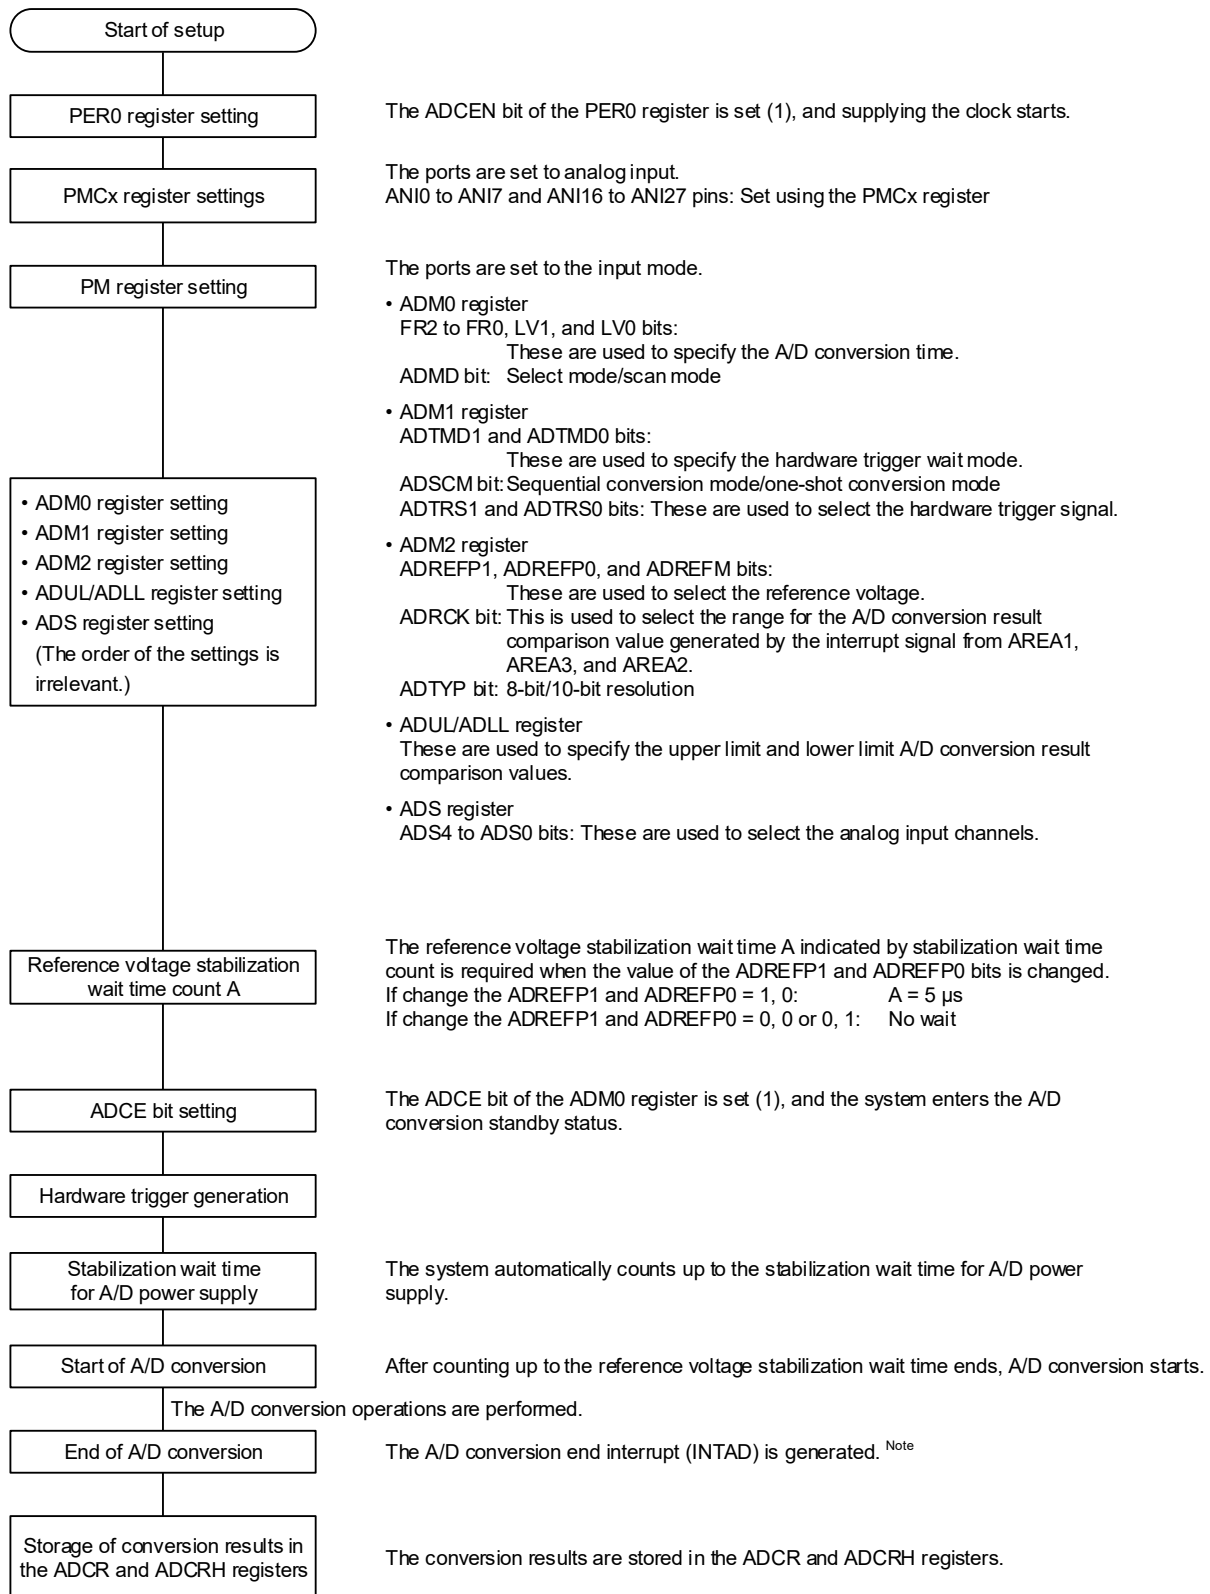 Start of setup
PER0 register setting
The ADCEN bit of the PER0 register is set (1), and supplying the clock starts.
PMCx register settings
The ports are set to analog input.
ANI0 to ANI7 and ANI16 to ANI27 pins: Set using the PMCx register
PM register setting
The ports are set to the input mode.
• ADM0 register setting
• ADM1 register setting
• ADM2 register setting
• ADUL/ADLL register setting
• ADS register setting
(The order of the settings is
irrelevant.)
• ADM0 register
FR2 to FR0, LV1, and LV0 bits:
These are used to specify the A/D conversion time.
ADMD bit: Select mode/scan mode
• ADM1 register
ADTMD1 and ADTMD0 bits:
These are used to specify the hardware trigger wait mode.
ADSCM bit: Sequential conversion mode/one-shot conversion mode
ADTRS1 and ADTRS0 bits: These are used to select the hardware trigger signal.
• ADM2 register
ADREFP1, ADREFP0, and ADREFM bits:
These are used to select the reference voltage.
ADRCK bit: This is used to select the range for the A/D conversion result
comparison value generated by the interrupt signal from AREA1,
AREA3, and AREA2.
ADTYP bit: 8-bit/10-bit resolution
• ADUL/ADLL register
These are used to specify the upper limit and lower limit A/D conversion result
comparison values.
• ADS register
ADS4 to ADS0 bits: These are used to select the analog input channels.
Reference voltage stabilization
wait time count A
The reference voltage stabilization wait time A indicated by stabilization wait time
count is required when the value of the ADREFP1 and ADREFP0 bits is changed.
If change the ADREFP1 and ADREFP0 = 1, 0: A = 5 µs
If change the ADREFP1 and ADREFP0 = 0, 0 or 0, 1: No wait
ADCE bit setting
The ADCE bit of the ADM0 register is set (1), and the system enters the A/D
conversion standby status.
Hardware trigger generation
Stabilization wait time
for A/D power supply
The system automatically counts up to the stabilization wait time for A/D power
supply.
Start of A/D conversion
After counting up to the reference voltage stabilization wait time ends, A/D conversion starts.
The A/D conversion operations are performed.
End of A/D conversion
The A/D conversion end interrupt (INTAD) is generated. Note
Storage of conversion results in
the ADCR and ADCRH registers
The conversion results are stored in the ADCR and ADCRH registers.